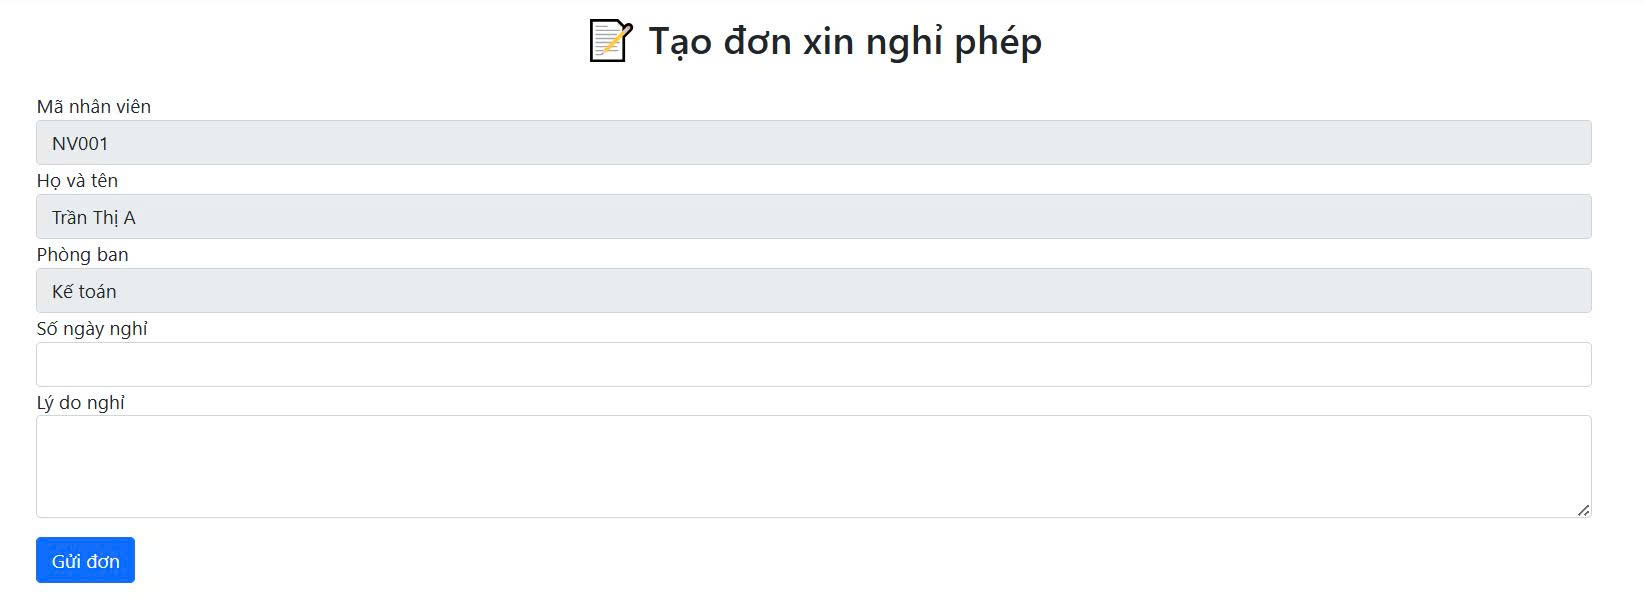 Tạo đơn xin nghỉ phép
Mã nhân viên
NV001
Họ và tên
Trần Thị A
Phòng ban
Kế toán
Số ngày nghỉ
Lý do nghỉ
Gửi đơn